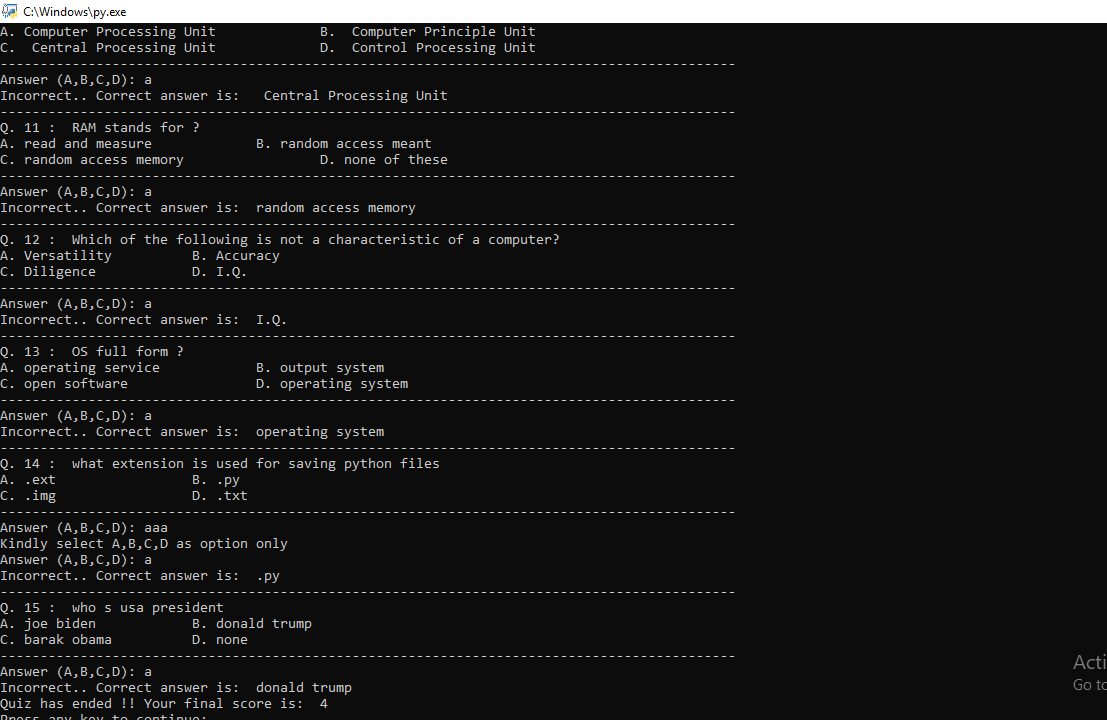 C:\Windows\py.exe
A. Computer Processing Unit B. Computer Principle Unit
C. Central Processing Unit D. Control Processing Unit
--------------------------------------------------------------------------------------------
Answer (A,B,C,D): a
Incorrect.. Correct answer is: Central Processing Unit
--------------------------------------------------------------------------------------------
Q. 11 : RAM stands for ?
A. read and measure B. random access meant
C. random access memory D. none of these
--------------------------------------------------------------------------------------------
Answer (A,B,C,D): a
Incorrect.. Correct answer is: random access memory
--------------------------------------------------------------------------------------------
Q. 12 : Which of the following is not a characteristic of a computer?
A. Versatility B. Accuracy
C. Diligence D. I.Q.
--------------------------------------------------------------------------------------------
Answer (A,B,C,D): a
Incorrect.. Correct answer is: I.Q.
--------------------------------------------------------------------------------------------
Q. 13 : OS full form ?
A. operating service B. output system
C. open software D. operating system
--------------------------------------------------------------------------------------------
Answer (A,B,C,D): a
Incorrect.. Correct answer is: operating system
--------------------------------------------------------------------------------------------
Q. 14 : what extension is used for saving python files
A. .ext B. .py
C. .img D. .txt
--------------------------------------------------------------------------------------------
Answer (A,B,C,D): aaa
Kindly select A,B,C,D as option only
Answer (A,B,C,D): a
Incorrect.. Correct answer is: .py
--------------------------------------------------------------------------------------------
Q. 15 : who s usa president
A. joe biden B. donald trump
C. barak obama D. none
--------------------------------------------------------------------------------------------
Answer (A,B,C,D): a
Incorrect.. Correct answer is: donald trump
Quiz has ended !! Your final score is: 4
Press any key to continue:
Acti
Go to